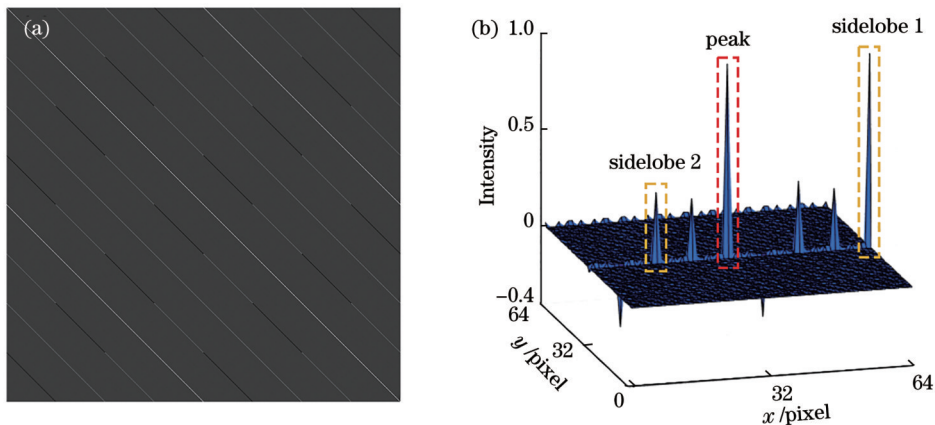 (a)
(b)
1.0
sidelobe 1
peak
0.5
Intensity
sidelobe 2
0
−0.4
64
32
y /pixel
0
32
64
x /pixel